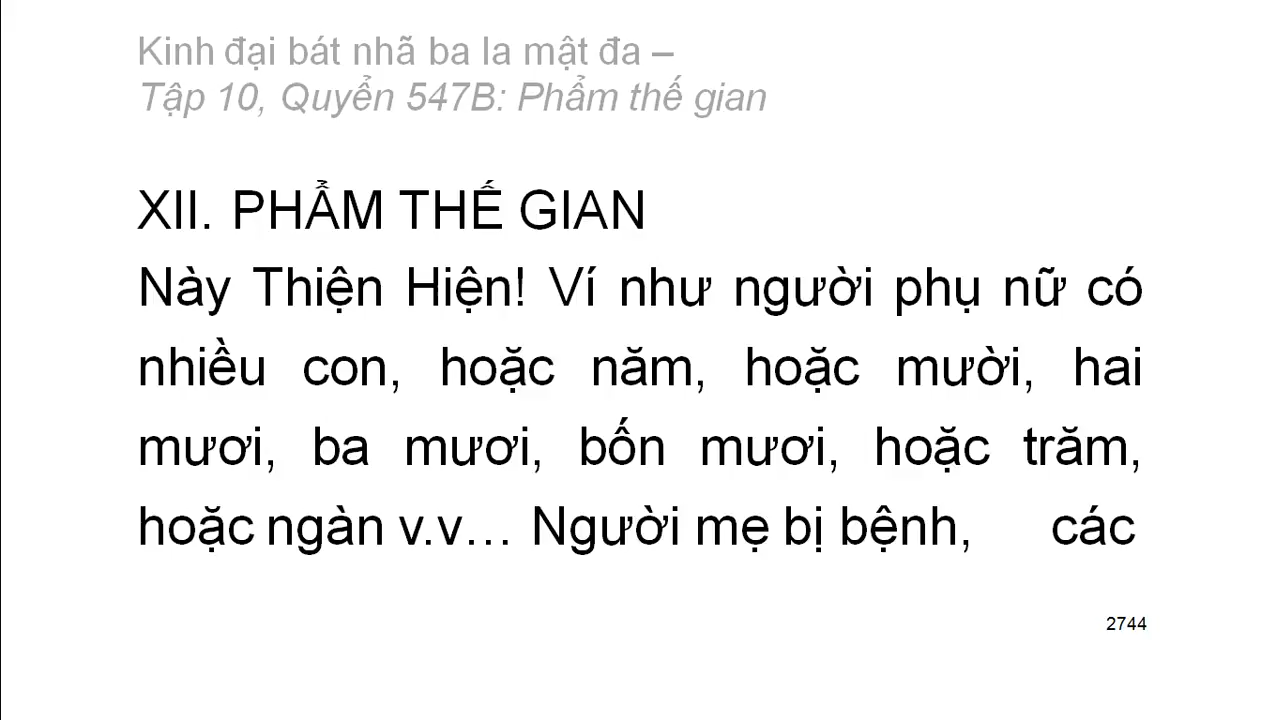 Kinh đại bát nhã ba la mật đa –
Tập 10, Quyển 547B: Phẩm thế gian
XII. PHẨM THẾ GIAN
Này Thiện Hiện! Ví như người phụ nữ có
nhiều con, hoặc năm, hoặc mười, hai
mươi, ba mươi, bốn mươi, hoặc trăm,
hoặc ngàn v.v… Người mẹ bị bệnh, các
2744